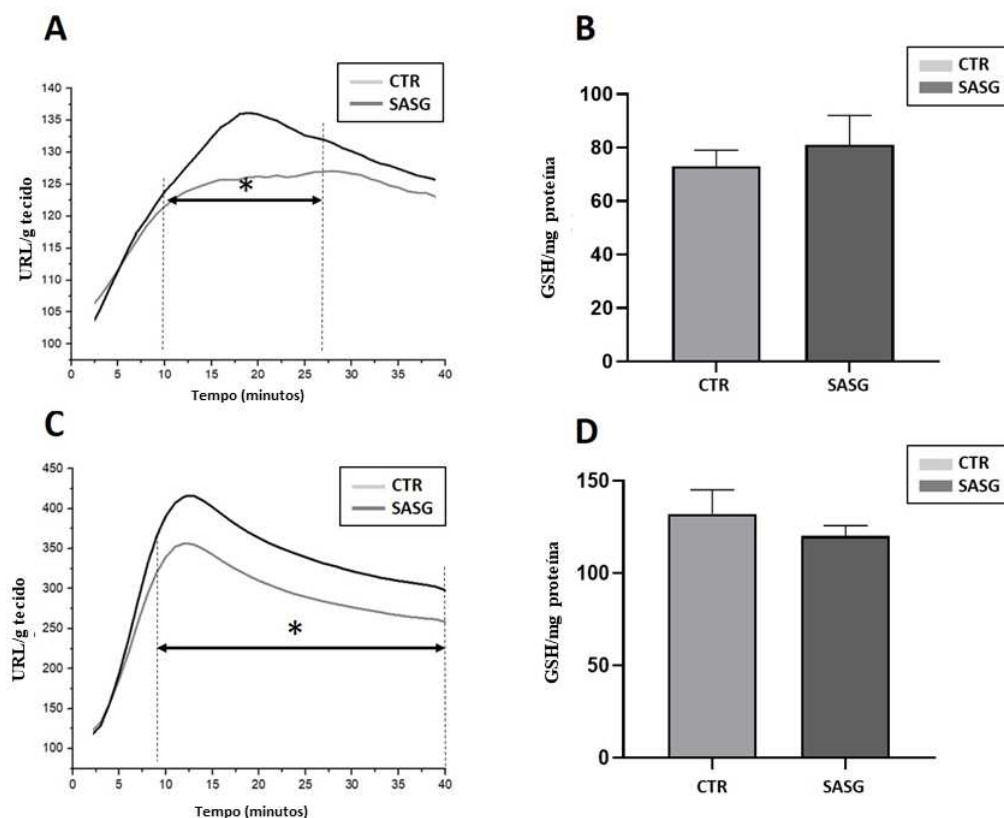 A
CTR
SASG
140
135
130
125
120
115
110
105
100
*
URL/g tecido
0 5 10 15 20 25 30 35 40
Tempo (minutos)
B
CTR
SASG
100
80
60
40
20
0
GSH/mg proteína
CTR SASG
C
CTR
SASG
450
400
350
300
250
200
150
100
*
URL/g tecido
0 5 10 15 20 25 30 35 40
Tempo (minutos)
D
CTR
SASG
150
100
50
0
GSH/mg proteína
CTR SASG